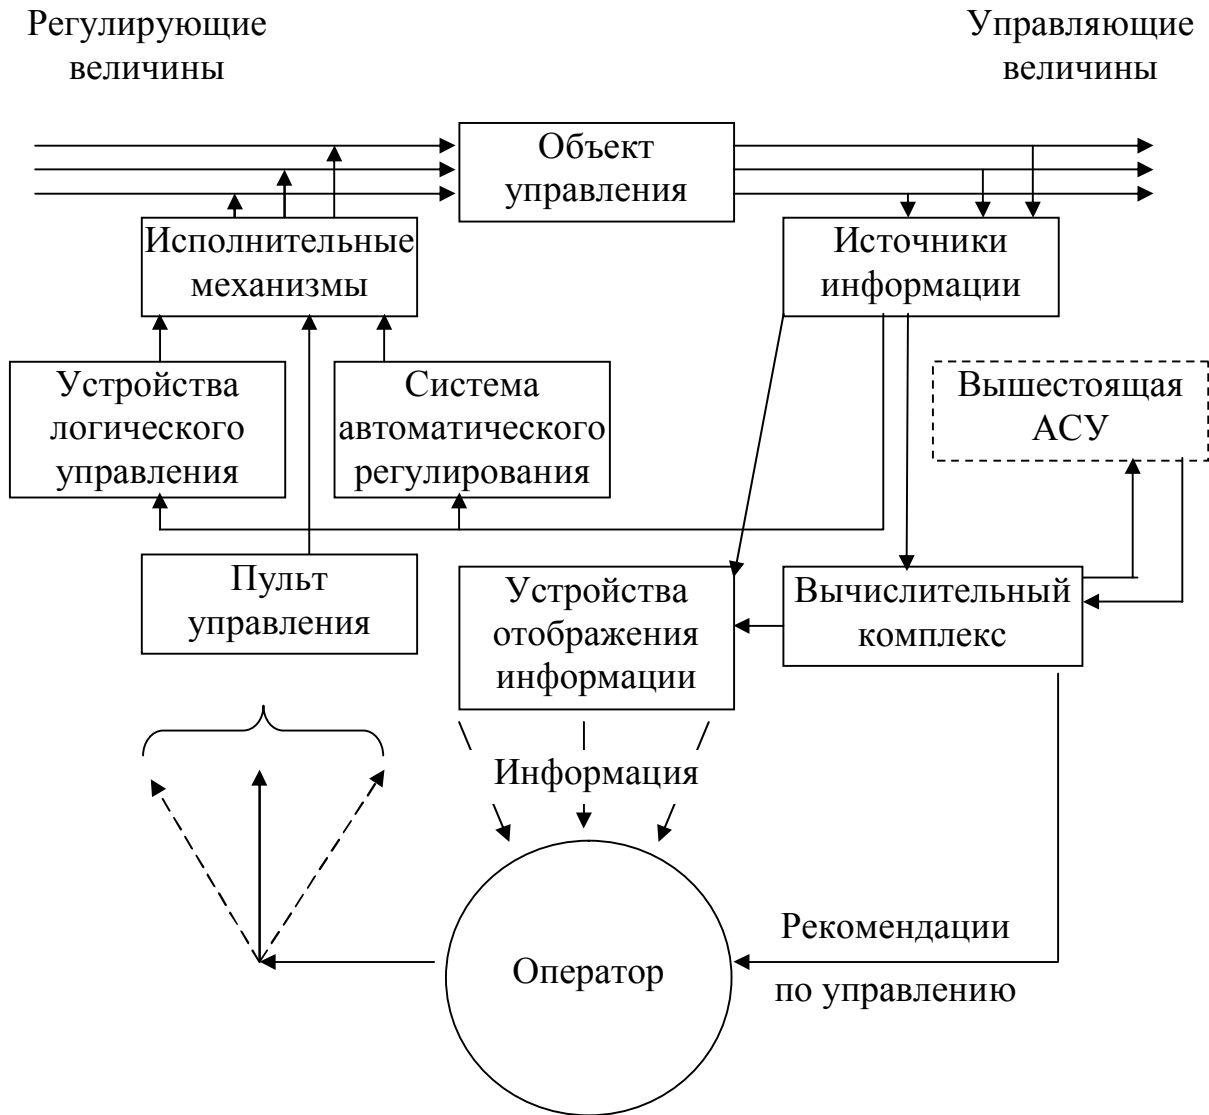 Регулирующие
величины
Управляющие
величины
Объект
управления
Исполнительные
механизмы
Источники
информации
Устройства
логического
управления
Система
автоматического
регулирования
Вышестоящая
АСУ
Пульт
управления
Устройства
отображения
информации
Вычислительный
комплекс
Информация
Рекомендации
по управлению
Оператор